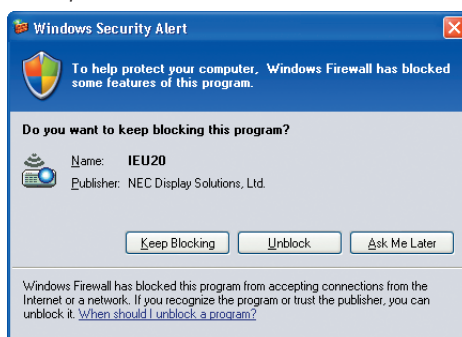 Windows Security Alert
To help protect your computer, Windows Firewall has blocked
some features of this program.
Do you want to keep blocking this program?
Name: IEU20
Publisher: NEC Display Solutions, Ltd.
Keep Blocking Unblock Ask Me Later
Windows Firewall has blocked this program from accepting connections from the
Internet or a network. If you recognize the program or trust the publisher, you can
unblock it. When should I unblock a program?